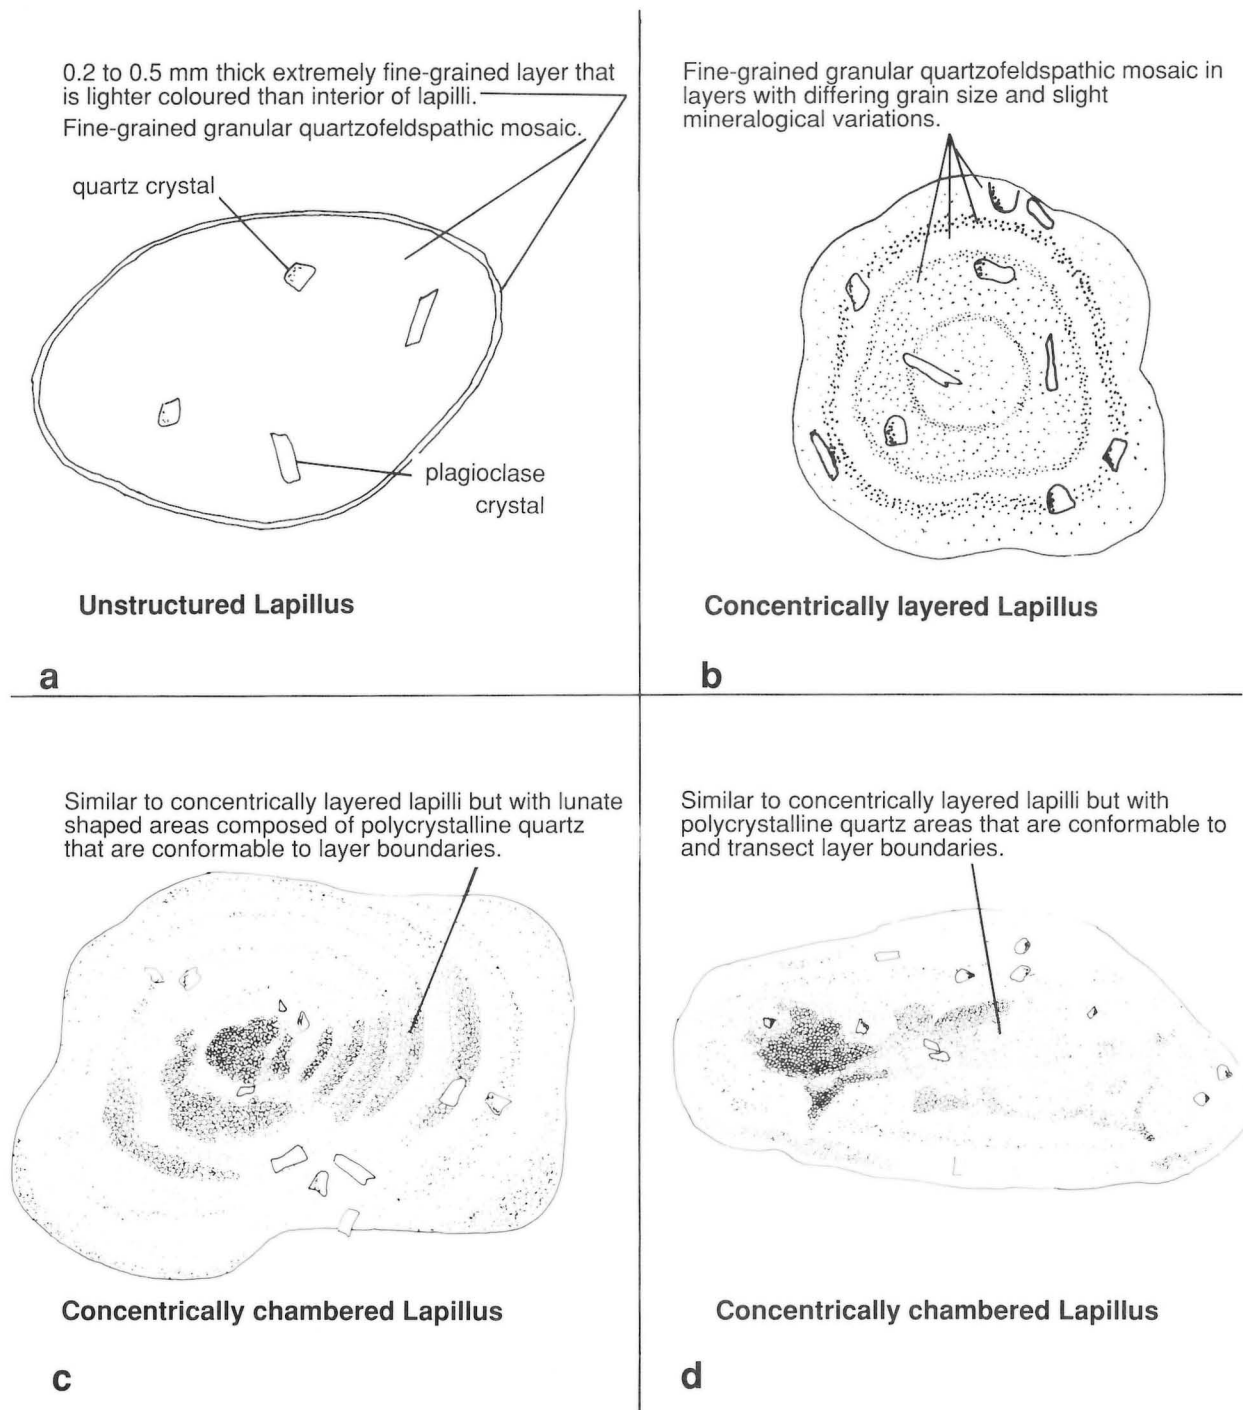 0.2 to 0.5 mm thick extremely fine-grained layer that
is lighter coloured than interior of lapilli.
Fine-grained granular quartzofeldspathic mosaic.
quartz crystal
plagioclase
crystal
Unstructured Lapillus
a
Fine-grained granular quartzofeldspathic mosaic in
layers with differing grain size and slight
mineralogical variations.
Concentrically layered Lapillus
b
Similar to concentrically layered lapilli but with lunate
shaped areas composed of polycrystalline quartz
that are conformable to layer boundaries.
Concentrically chambered Lapillus
c
Similar to concentrically layered lapilli but with
polycrystalline quartz areas that are conformable to
and transect layer boundaries.
Concentrically chambered Lapillus
d